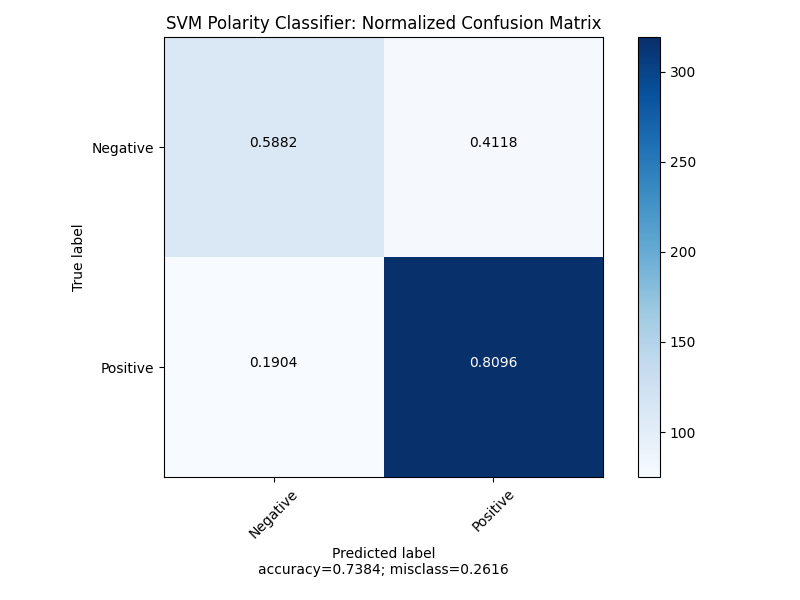 SVM Polarity Classifier: Normalized Confusion Matrix
True label
Negative
0.5882
0.4118
Positive
0.1904
0.8096
Negative
Positive
Predicted label
accuracy=0.7384; misclass=0.2616
300
250
200
150
100